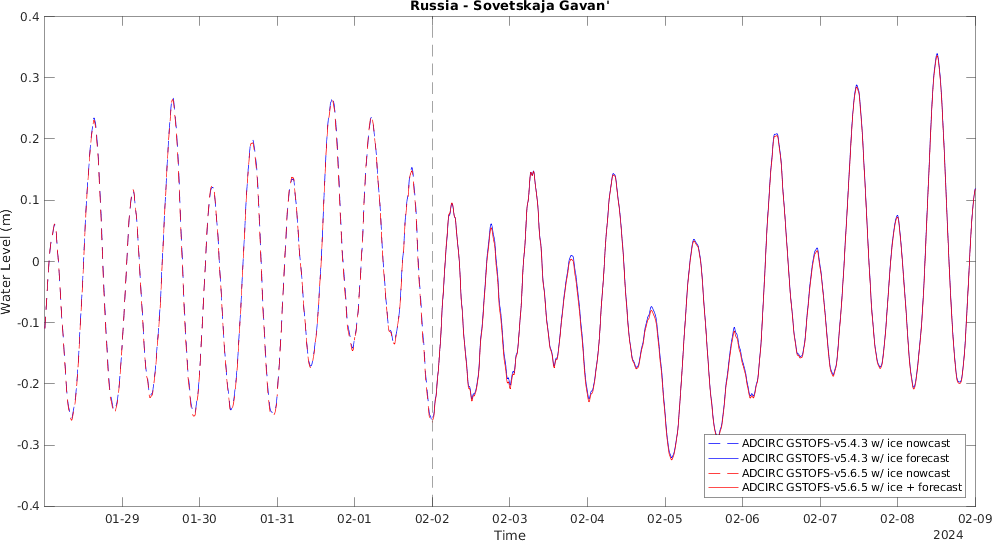 Russia - Sovetskaja Gavan'
0.4
0.3
0.2
0.1
0
-0.1
-0.2
-0.3
-0.4
Water Level (m)
ADCIRC GSTOFS-v5.4.3 w/ ice nowcast
ADCIRC GSTOFS-v5.4.3 w/ ice forecast
ADCIRC GSTOFS-v5.6.5 w/ ice nowcast
ADCIRC GSTOFS-v5.6.5 w/ ice + forecast
01-29 01-30 01-31 02-01 02-02 02-03 02-04 02-05 02-06 02-07 02-08 02-09
Time
2024